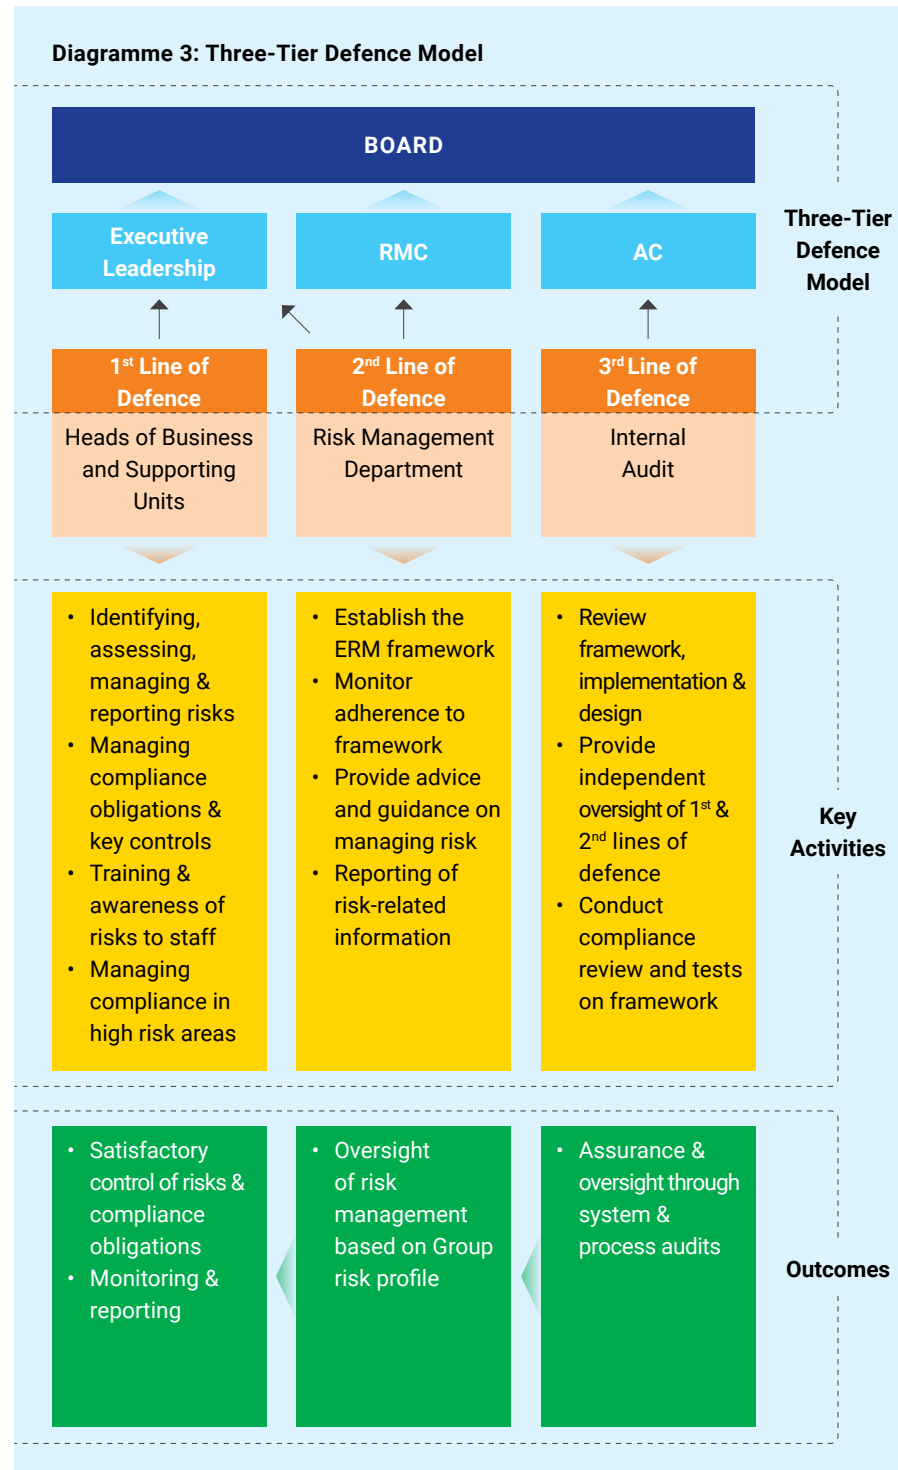 Diagramme 3: Three-Tier Defence Model
BOARD
Executive
Leadership
RMC
AC
Three-Tier
Defence
Model
1st Line of
Defence
2nd Line of
Defence
3rd Line of
Defence
Heads of Business
and Supporting
Units
Risk Management
Department
Internal
Audit
• Identifying,
assessing,
managing &
reporting risks
• Managing
compliance
obligations &
key controls
• Training &
awareness of
risks to staff
• Managing
compliance in
high risk areas
• Establish the
ERM framework
• Monitor
adherence to
framework
• Provide advice
and guidance on
managing risk
• Reporting of
risk-related
information
• Review
framework,
implementation &
design
• Provide
independent
oversight of 1st &
2nd lines of
defence
• Conduct
compliance
review and tests
on framework
Key
Activities
• Satisfactory
control of risks &
compliance
obligations
• Monitoring &
reporting
• Oversight
of risk
management
based on Group
risk profile
• Assurance &
oversight through
system &
process audits
Outcomes